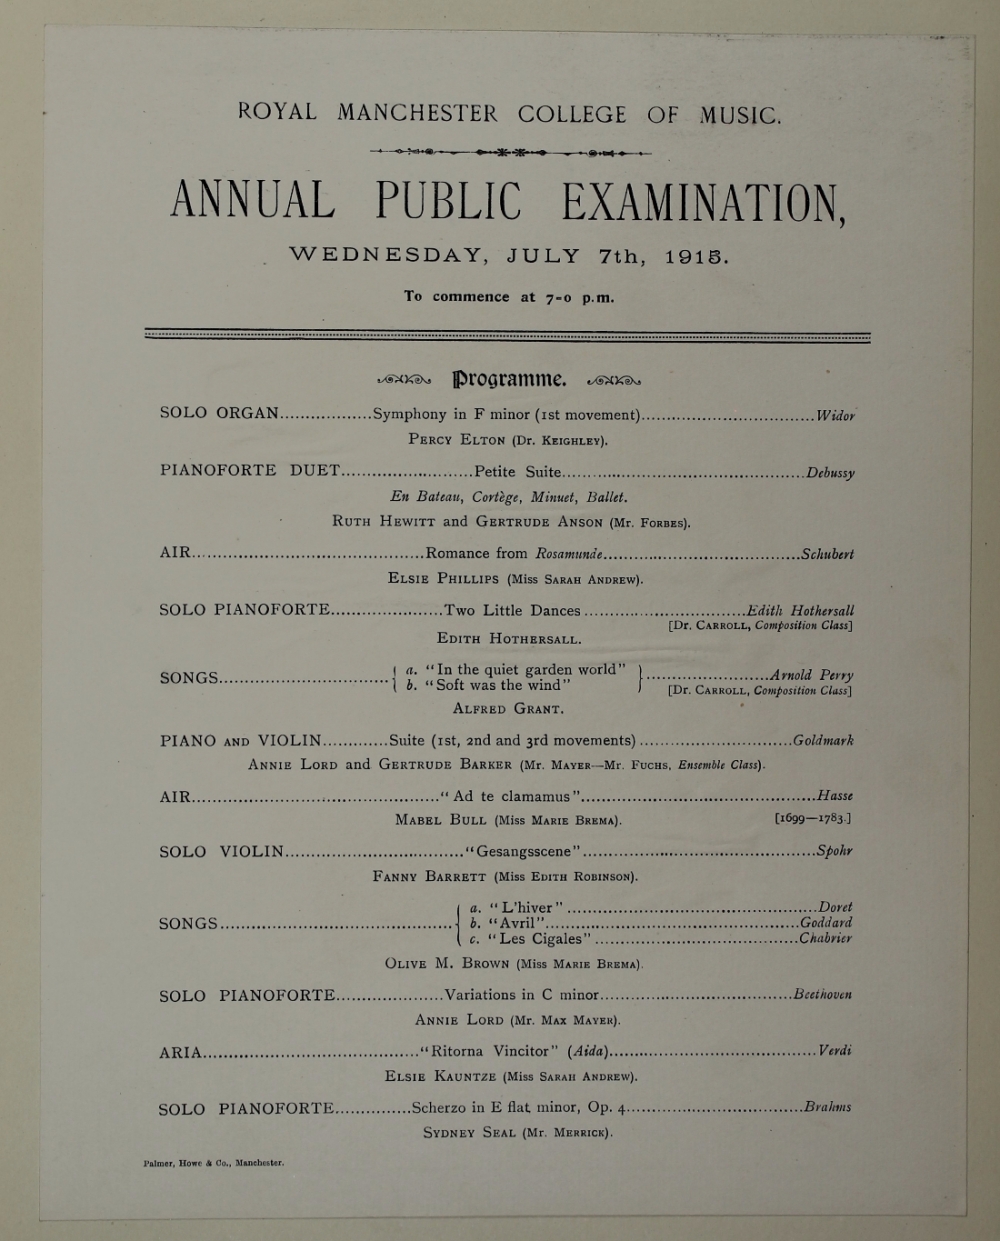 ROYAL MANCHESTER COLLEGE OF MUSIC.
ANNUAL PUBLIC EXAMINATION,
WEDNESDAY, JULY 7th, 1915.
To commence at 7-0 p.m.
Programme.
SOLO ORGAN..................Symphony in F minor (1st movement)..................................Widor
PERCY ELTON (Dr. KEIGHLEY).
PIANOFORTE DUET.........................Petite Suite................................................Debussy
En Bateau, Cortège, Minuet, Ballet.
RUTH HEWITT and GERTRUDE ANSON (Mr. FORBES).
AIR.............................................Romance from Rosamunde......................................Schubert
ELSIE PHILLIPS (Miss SARAH ANDREW).
SOLO PIANOFORTE......................Two Little Dances................................Edith Hothersall
[Dr. CARROLL, Composition Class]
EDITH HOTHERSALL.
SONGS.................................{ a. "In the quiet garden world" }........................Arnold Perry
b. "Soft was the wind"
[Dr. CARROLL, Composition Class]
ALFRED GRANT.
PIANO AND VIOLIN.............Suite (1st, 2nd and 3rd movements)..............................Goldmark
ANNIE LORD and GERTRUDE BARKER (Mr. MAYER—Mr. FUCHS, Ensemble Class).
AIR................................................"Ad te clamamus"..............................................Hasse
MABEL BULL (Miss MARIE BREMA). [1699—1783.]
SOLO VIOLIN..................................."Gesangsscene".............................................Spohr
FANNY BARRETT (Miss EDITH ROBINSON).
a. "L'hiver"................................................Doret
SONGS.............................................{ b. "Avril".................................................Goddard
c. "Les Cigales".......................................Chabrier
OLIVE M. BROWN (Miss MARIE BREMA).
SOLO PIANOFORTE.....................Variations in C minor.....................................Beethoven
ANNIE LORD (Mr. MAX MAYER).
ARIA.........................................."Ritorna Vincitor" (Aida)........................................Verdi
ELSIE KAUNTZE (Miss SARAH ANDREW).
SOLO PIANOFORTE...............Scherzo in E flat minor, Op. 4..................................Brahms
SYDNEY SEAL (Mr. MERRICK).
Palmer, Howe & Co., Manchester.